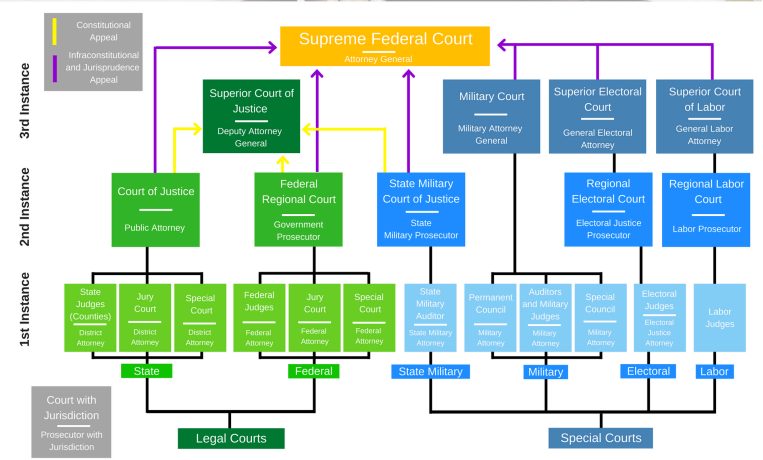 Constitutional
Appeal
Infraconstitutional
and Jurisprudence
Appeal
Supreme Federal Court
Attorney General
3rd Instance
Superior Court of
Justice
Deputy Attorney
General
Military Court
Military Attorney
General
Superior Electoral
Court
General Electoral
Attorney
Superior Court
of Labor
General Labor
Attorney
2nd Instance
Court of Justice
Public Attorney
Federal
Regional Court
Government
Prosecutor
State Military
Court of Justice
State
Military Prosecutor
Regional
Electoral Court
Electoral Justice
Prosecutor
Regional Labor
Court
Labor Prosecutor
1st Instance
State
Judges
(Counties)
District
Attorney
Jury
Court
District
Attorney
Special
Court
District
Attorney
Federal
Judges
Federal
Attorney
Jury
Court
Federal
Attorney
Special
Court
Federal
Attorney
State
Military
Auditor
State Military
Attorney
Permanent
Council
Military
Attorney
Auditors
and Military
Judges
Military
Attorney
Special
Council
Military
Attorney
Electoral
Judges
Electoral
Justice
Attorney
Labor
Judges
State
Federal
State Military
Military
Electoral
Labor
Court with
Jurisdiction
Prosecutor with
Jurisdiction
Legal Courts
Special Courts